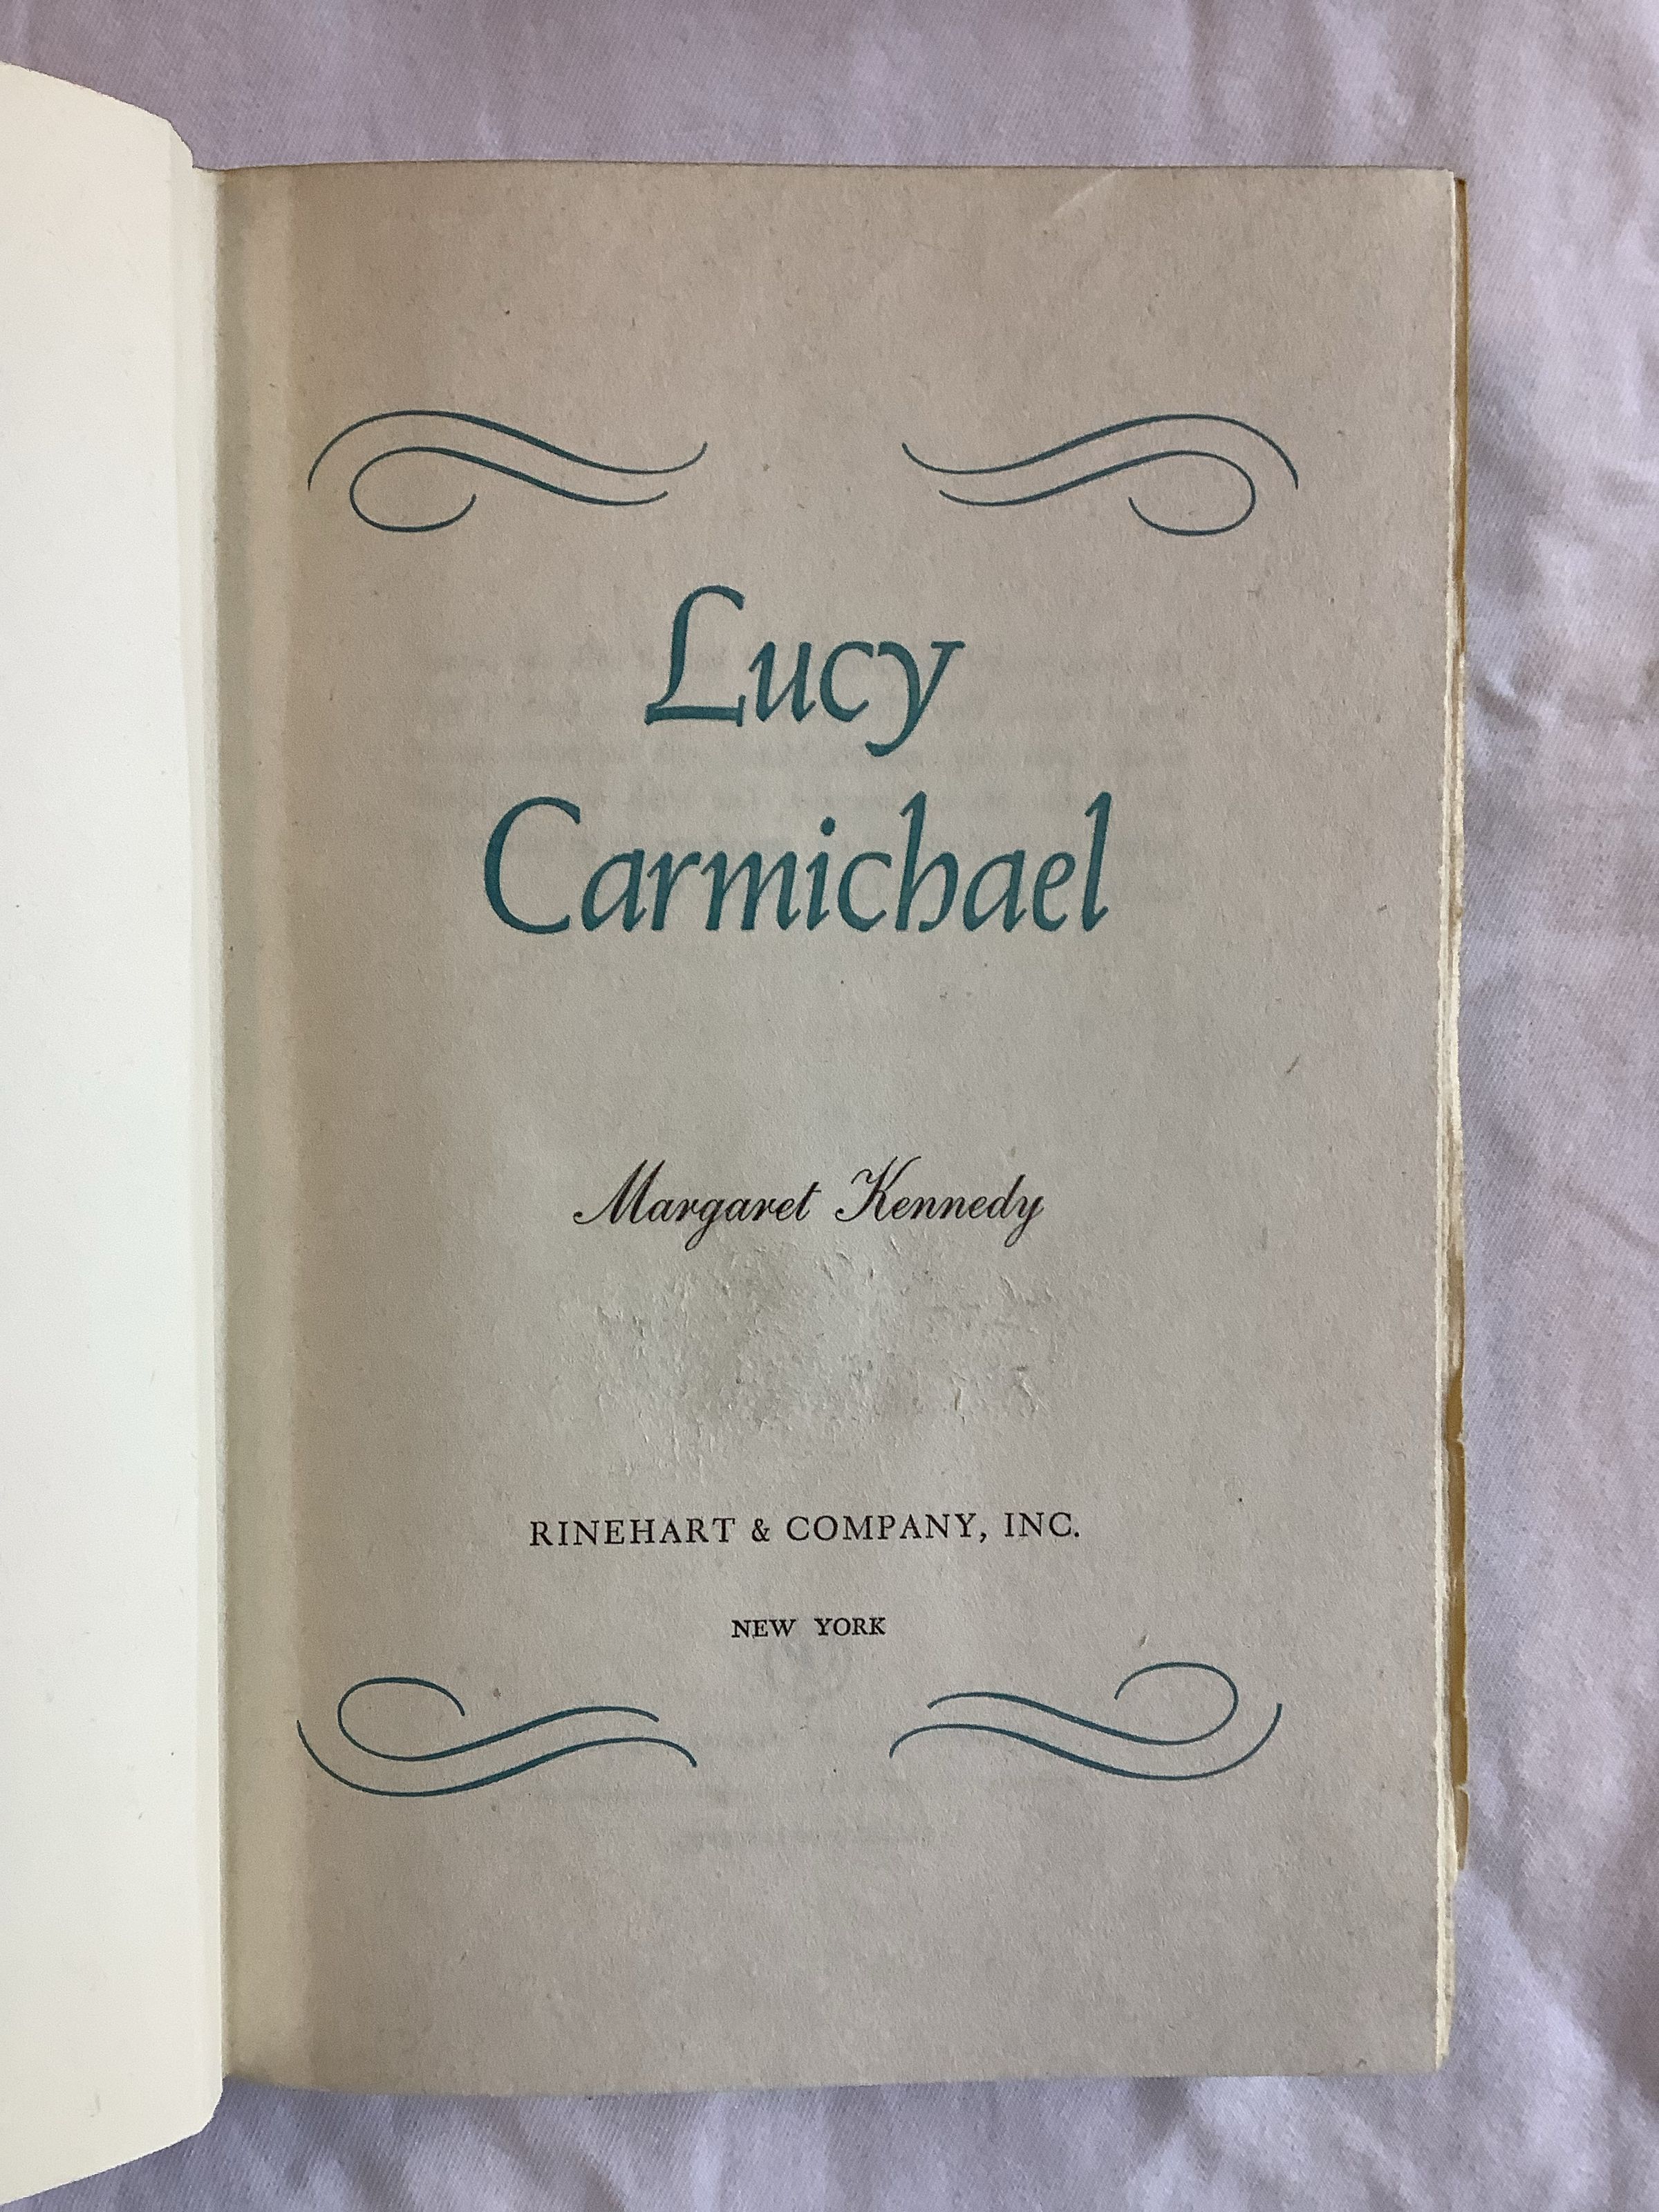 Lucy
Carmichael
Margaret Kennedy
RINEHART & COMPANY, INC.
NEW YORK